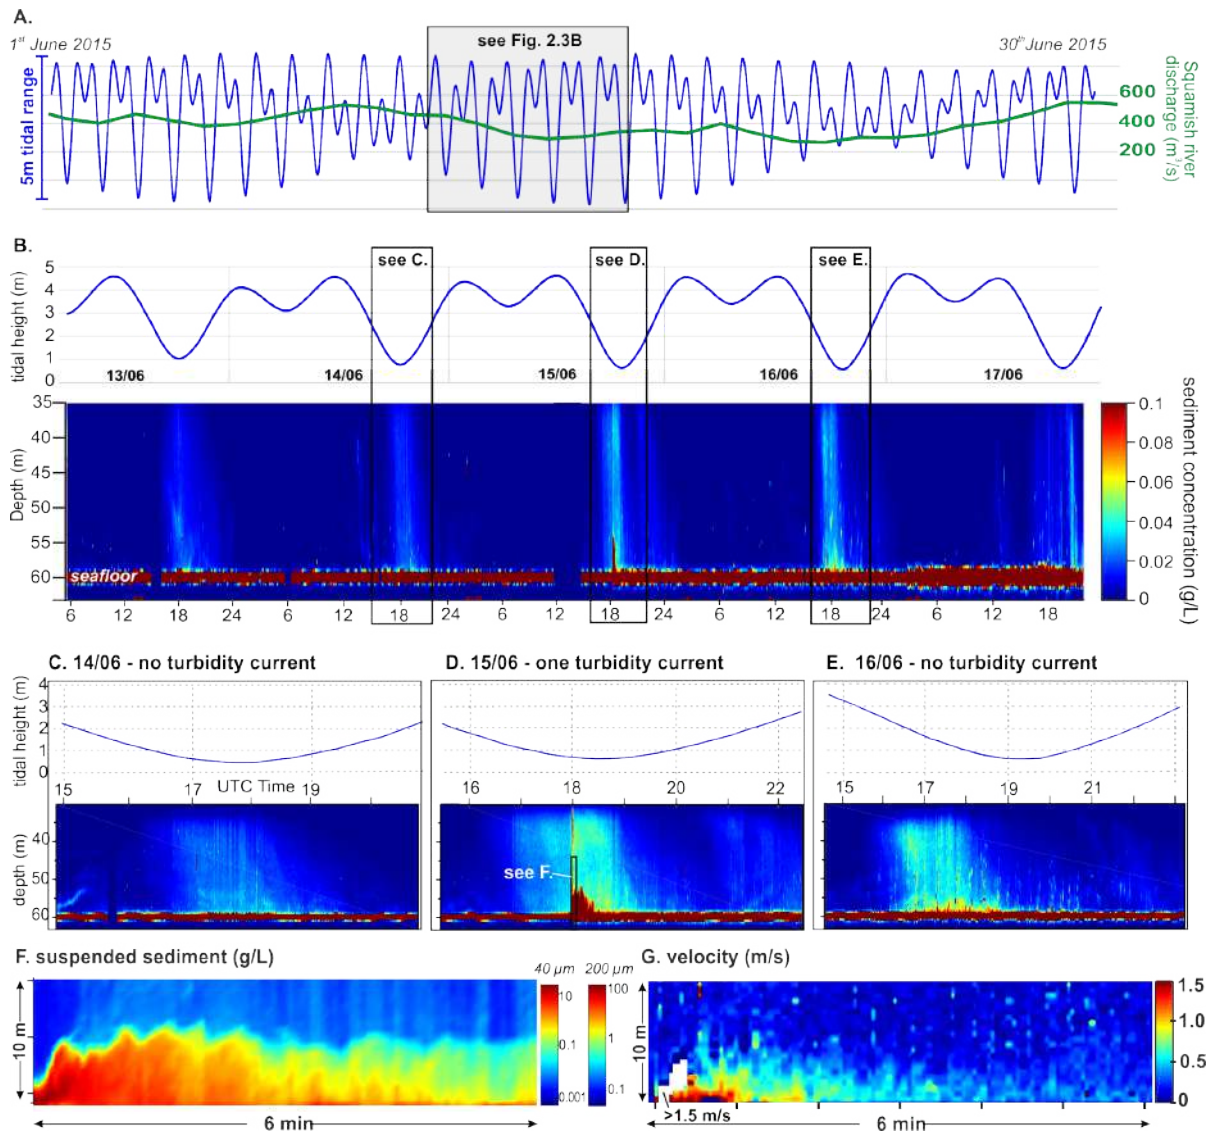 A.
1st June 2015
see Fig. 2.3B
30th June 2015
5m tidal range
600
400
200
Squamish river
discharge (m³/s)
B.
see C.
see D.
see E.
tidal height (m)
5
4
3
2
1
0
13/06
14/06
15/06
16/06
17/06
Depth (m)
35
40
45
50
55
60
seafloor
6 12 18 24 6 12 18 24 6 12 18 24 6 12 18 24 6 12 18
0.1
0.08
0.06
0.04
0.02
0
sediment concentration (g/L)
C. 14/06 - no turbidity current
D. 15/06 - one turbidity current
E. 16/06 - no turbidity current
tidal height (m)
4
3
2
1
0
15 17 UTC Time 19
16 18 20 22
15 17 19 21
depth (m)
40
50
60
see F.
F. suspended sediment (g/L)
40 µm 200 µm
10 100
0.1 1
0.001 0.1
10 m
6 min
G. velocity (m/s)
10 m
>1.5 m/s
6 min
1.5
1.0
0.5
0